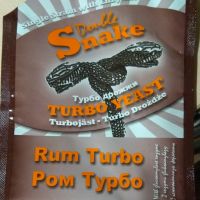 Double
Snake
Турбо дрожжи
TURBO YEAST
Turbojäst - Turbo Drożdże
Rum Turbo
Ром Турбо